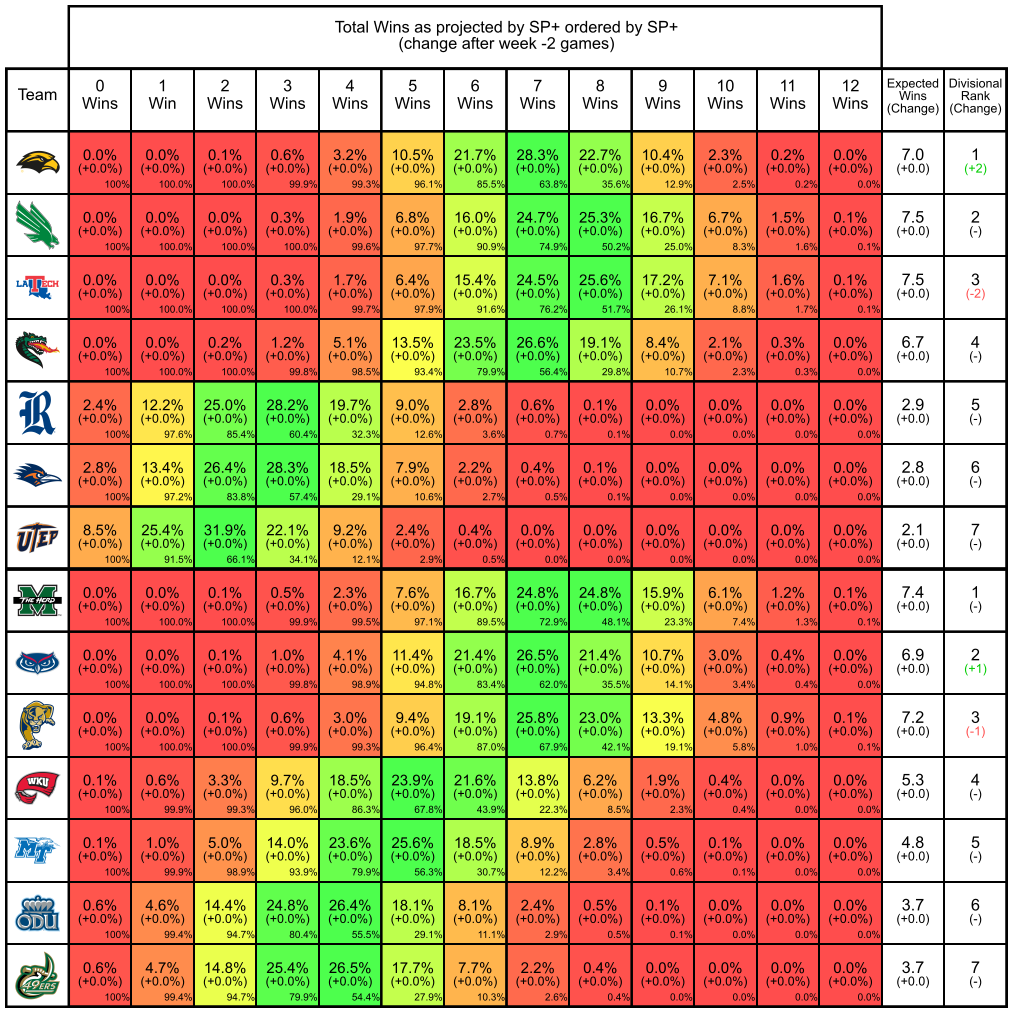 Total Wins as projected by SP+ ordered by SP+
(change after week -2 games)
Team 0 Wins 1 Win 2 Wins 3 Wins 4 Wins 5 Wins 6 Wins 7 Wins 8 Wins 9 Wins 10 Wins 11 Wins 12 Wins Expected Wins (Change) Divisional Rank (Change)
0.0% 0.0% 0.1% 0.6% 3.2% 10.5% 21.7% 28.3% 22.7% 10.4% 2.3% 0.2% 0.0% 7.0 1
(+0.0%) (+0.0%) (+0.0%) (+0.0%) (+0.0%) (+0.0%) (+0.0%) (+0.0%) (+0.0%) (+0.0%) (+0.0%) (+0.0%) (+0.0%) (+0.0) (+2)
100% 100.0% 100.0% 99.9% 99.3% 96.1% 85.5% 63.8% 35.6% 12.9% 2.5% 0.2% 0.0%
0.0% 0.0% 0.0% 0.3% 1.9% 6.8% 16.0% 24.7% 25.3% 16.7% 6.7% 1.5% 0.1% 7.5 2
(+0.0%) (+0.0%) (+0.0%) (+0.0%) (+0.0%) (+0.0%) (+0.0%) (+0.0%) (+0.0%) (+0.0%) (+0.0%) (+0.0%) (+0.0%) (+0.0) (-)
100% 100.0% 100.0% 100.0% 99.6% 97.7% 90.9% 74.9% 50.2% 25.0% 8.3% 1.6% 0.1%
LA TECH 0.0% 0.0% 0.0% 0.3% 1.7% 6.4% 15.4% 24.5% 25.6% 17.2% 7.1% 1.6% 0.1% 7.5 3
(+0.0%) (+0.0%) (+0.0%) (+0.0%) (+0.0%) (+0.0%) (+0.0%) (+0.0%) (+0.0%) (+0.0%) (+0.0%) (+0.0%) (+0.0%) (+0.0) (-2)
100% 100.0% 100.0% 100.0% 99.7% 97.9% 91.6% 76.2% 51.7% 26.1% 8.8% 1.7% 0.1%
0.0% 0.0% 0.2% 1.2% 5.1% 13.5% 23.5% 26.6% 19.1% 8.4% 2.1% 0.3% 0.0% 6.7 4
(+0.0%) (+0.0%) (+0.0%) (+0.0%) (+0.0%) (+0.0%) (+0.0%) (+0.0%) (+0.0%) (+0.0%) (+0.0%) (+0.0%) (+0.0%) (+0.0) (-)
100% 100.0% 100.0% 99.8% 98.5% 93.4% 79.9% 56.4% 29.8% 10.7% 2.3% 0.3% 0.0%
R 2.4% 12.2% 25.0% 28.2% 19.7% 9.0% 2.8% 0.6% 0.1% 0.0% 0.0% 0.0% 0.0% 2.9 5
(+0.0%) (+0.0%) (+0.0%) (+0.0%) (+0.0%) (+0.0%) (+0.0%) (+0.0%) (+0.0%) (+0.0%) (+0.0%) (+0.0%) (+0.0%) (+0.0) (-)
100% 97.6% 85.4% 60.4% 32.3% 12.6% 3.6% 0.7% 0.1% 0.0% 0.0% 0.0% 0.0%
2.8% 13.4% 26.4% 28.3% 18.5% 7.9% 2.2% 0.4% 0.1% 0.0% 0.0% 0.0% 0.0% 2.8 6
(+0.0%) (+0.0%) (+0.0%) (+0.0%) (+0.0%) (+0.0%) (+0.0%) (+0.0%) (+0.0%) (+0.0%) (+0.0%) (+0.0%) (+0.0%) (+0.0) (-)
100% 97.2% 83.8% 57.4% 29.1% 10.6% 2.7% 0.5% 0.1% 0.0% 0.0% 0.0% 0.0%
UTEP 8.5% 25.4% 31.9% 22.1% 9.2% 2.4% 0.4% 0.0% 0.0% 0.0% 0.0% 0.0% 0.0% 2.1 7
(+0.0%) (+0.0%) (+0.0%) (+0.0%) (+0.0%) (+0.0%) (+0.0%) (+0.0%) (+0.0%) (+0.0%) (+0.0%) (+0.0%) (+0.0%) (+0.0) (-)
100% 91.5% 66.1% 34.1% 12.1% 2.9% 0.5% 0.0% 0.0% 0.0% 0.0% 0.0% 0.0%
M THE HERD 0.0% 0.0% 0.1% 0.5% 2.3% 7.6% 16.7% 24.8% 24.8% 15.9% 6.1% 1.2% 0.1% 7.4 1
(+0.0%) (+0.0%) (+0.0%) (+0.0%) (+0.0%) (+0.0%) (+0.0%) (+0.0%) (+0.0%) (+0.0%) (+0.0%) (+0.0%) (+0.0%) (+0.0) (-)
100% 100.0% 100.0% 99.9% 99.5% 97.1% 89.5% 72.9% 48.1% 23.3% 7.4% 1.3% 0.1%
0.0% 0.0% 0.1% 1.0% 4.1% 11.4% 21.4% 26.5% 21.4% 10.7% 3.0% 0.4% 0.0% 6.9 2
(+0.0%) (+0.0%) (+0.0%) (+0.0%) (+0.0%) (+0.0%) (+0.0%) (+0.0%) (+0.0%) (+0.0%) (+0.0%) (+0.0%) (+0.0%) (+0.0) (+1)
100% 100.0% 100.0% 99.8% 98.9% 94.8% 83.4% 62.0% 35.5% 14.1% 3.4% 0.4% 0.0%
0.0% 0.0% 0.1% 0.6% 3.0% 9.4% 19.1% 25.8% 23.0% 13.3% 4.8% 0.9% 0.1% 7.2 3
(+0.0%) (+0.0%) (+0.0%) (+0.0%) (+0.0%) (+0.0%) (+0.0%) (+0.0%) (+0.0%) (+0.0%) (+0.0%) (+0.0%) (+0.0%) (+0.0) (-1)
100% 100.0% 100.0% 99.9% 99.3% 96.4% 87.0% 67.9% 42.1% 19.1% 5.8% 1.0% 0.1%
WKU 0.1% 0.6% 3.3% 9.7% 18.5% 23.9% 21.6% 13.8% 6.2% 1.9% 0.4% 0.0% 0.0% 5.3 4
(+0.0%) (+0.0%) (+0.0%) (+0.0%) (+0.0%) (+0.0%) (+0.0%) (+0.0%) (+0.0%) (+0.0%) (+0.0%) (+0.0%) (+0.0%) (+0.0) (-)
100% 99.9% 99.3% 96.0% 86.3% 67.8% 43.9% 22.3% 8.5% 2.3% 0.4% 0.0% 0.0%
MT 0.1% 1.0% 5.0% 14.0% 23.6% 25.6% 18.5% 8.9% 2.8% 0.5% 0.1% 0.0% 0.0% 4.8 5
(+0.0%) (+0.0%) (+0.0%) (+0.0%) (+0.0%) (+0.0%) (+0.0%) (+0.0%) (+0.0%) (+0.0%) (+0.0%) (+0.0%) (+0.0%) (+0.0) (-)
100% 99.9% 98.9% 93.9% 79.9% 56.3% 30.7% 12.2% 3.4% 0.6% 0.1% 0.0% 0.0%
ODU 0.6% 4.6% 14.4% 24.8% 26.4% 18.1% 8.1% 2.4% 0.5% 0.1% 0.0% 0.0% 0.0% 3.7 6
(+0.0%) (+0.0%) (+0.0%) (+0.0%) (+0.0%) (+0.0%) (+0.0%) (+0.0%) (+0.0%) (+0.0%) (+0.0%) (+0.0%) (+0.0%) (+0.0) (-)
100% 99.4% 94.7% 80.4% 55.5% 29.1% 11.1% 2.9% 0.5% 0.1% 0.0% 0.0% 0.0%
49ERS 0.6% 4.7% 14.8% 25.4% 26.5% 17.7% 7.7% 2.2% 0.4% 0.0% 0.0% 0.0% 0.0% 3.7 7
(+0.0%) (+0.0%) (+0.0%) (+0.0%) (+0.0%) (+0.0%) (+0.0%) (+0.0%) (+0.0%) (+0.0%) (+0.0%) (+0.0%) (+0.0%) (+0.0) (-)
100% 99.4% 94.7% 79.9% 54.4% 27.9% 10.3% 2.6% 0.4% 0.0% 0.0% 0.0% 0.0%